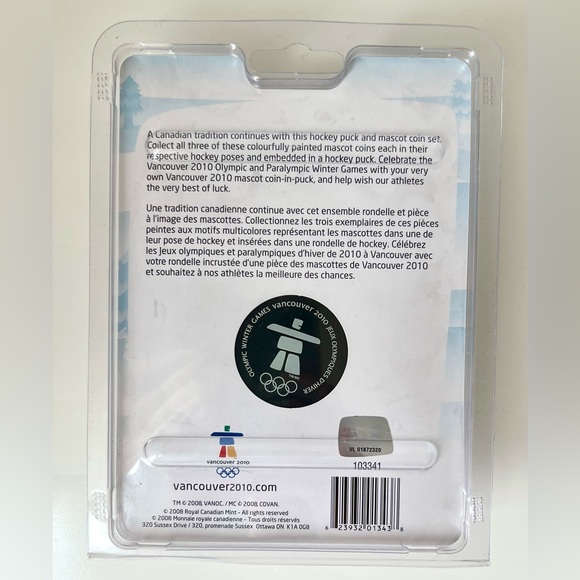 A Canadian tradition continues with this hockey puck and mascot coin set.
Collect all three of these colourfully painted mascot coins each in their
respective hockey poses and embedded in a hockey puck. Celebrate the
Vancouver 2010 Olympic and Paralympic Winter Games with your very
own Vancouver 2010 mascot coin-in-puck, and help wish our athletes
the very best of luck.
Une tradition canadienne continue avec cet ensemble rondelle et pièce
à l'image des mascottes. Collectionnez les trois exemplaires de ces pièces
peintes aux motifs multicolores représentant les mascottes dans une de
leur pose de hockey et insérées dans une rondelle de hockey. Célébrez
les Jeux olympiques et paralympiques d'hiver de 2010 à Vancouver avec
votre rondelle incrustée d'une pièce des mascottes de Vancouver 2010
et souhaitez à nos athlètes la meilleure des chances.
OLYMPIC WINTER GAMES vancouver 2010 JEUX OLYMPIQUES D'HIVER
TM/MC
vancouver 2010
VL 01872320
103341
vancouver2010.com
TM © 2008, VANOC. / MC © 2008, COVAN.
© 2008 Royal Canadian Mint - All rights reserved
© 2008 Monnaie royale canadienne - Tous droits réservés
320 Sussex Drive / 320, promenade Sussex Ottawa ON K1A 0G8
6 23932 01343 8